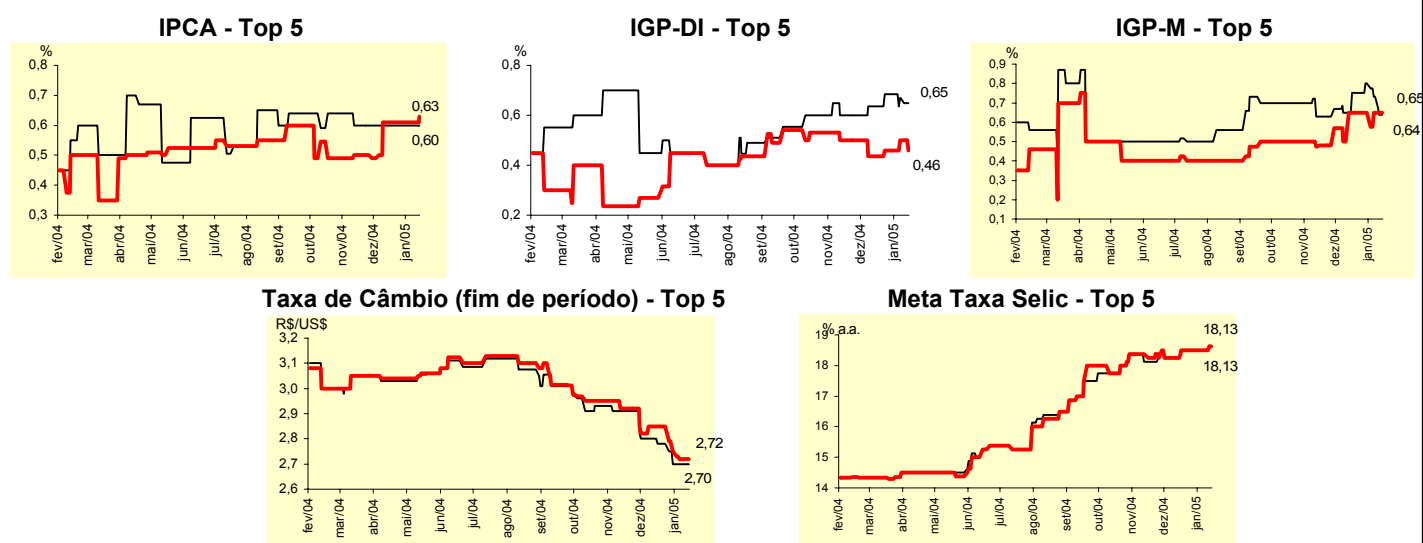 IPCA - Top 5
%
0,8
0,7
0,6
0,5
0,4
0,3
0,63
0,60
fev/04
mar/04
abr/04
mai/04
jun/04
jul/04
ago/04
set/04
out/04
nov/04
dez/04
jan/05
IGP-DI - Top 5
%
0,8
0,6
0,4
0,2
0,65
0,46
fev/04
mar/04
abr/04
mai/04
jun/04
jul/04
ago/04
set/04
out/04
nov/04
dez/04
jan/05
IGP-M - Top 5
%
0,9
0,8
0,7
0,6
0,5
0,4
0,3
0,2
0,1
0,65
0,64
fev/04
mar/04
abr/04
mai/04
jun/04
jul/04
ago/04
set/04
out/04
nov/04
dez/04
jan/05
Taxa de Câmbio (fim de período) - Top 5
R$/US$
3,2
3,1
3,0
2,9
2,8
2,7
2,6
2,72
2,70
fev/04
mar/04
abr/04
mai/04
jun/04
jul/04
ago/04
set/04
out/04
nov/04
dez/04
jan/05
Meta Taxa Selic - Top 5
% a.a.
19
18
17
16
15
14
18,13
18,13
fev/04
mar/04
abr/04
mai/04
jun/04
jul/04
ago/04
set/04
out/04
nov/04
dez/04
jan/05